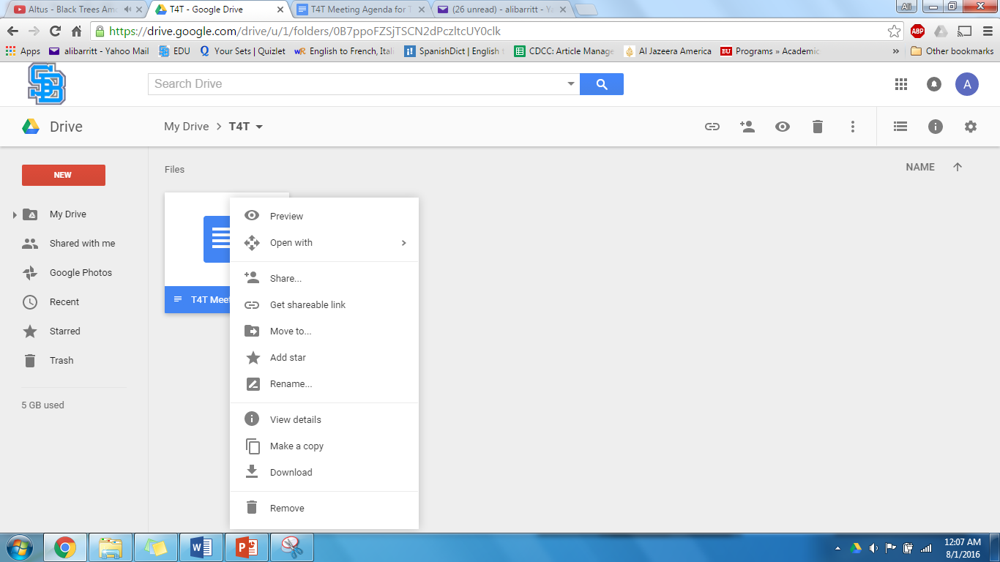 Altus - Black Trees Am
T4T - Google Drive
T4T Meeting Agenda for T
(26 unread) - alibarritt - Y
Ali
https://drive.google.com/drive/u/1/folders/0B7ppoFZSjTSCN2dPczltcUY0clk
ABP
Apps
alibarritt - Yahoo Mail
EDU
Your Sets | Quizlet
wR English to French, Itali
SpanishDict | English t
CDCC: Article Manage
Al Jazeera America
BU Programs » Academic
»
Other bookmarks
SB
Search Drive
A
Drive
My Drive > T4T
NEW
Files
NAME
My Drive
Shared with me
Google Photos
Recent
Starred
Trash
5 GB used
T4T Meet
Preview
Open with
Share...
Get shareable link
Move to...
Add star
Rename...
View details
Make a copy
Download
Remove
12:07 AM
8/1/2016